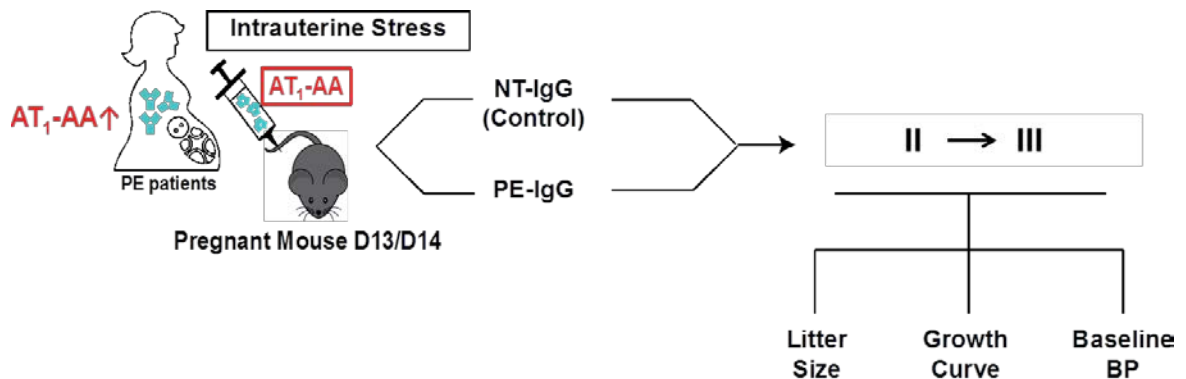 Intrauterine Stress
AT₁-AA↑
AT₁-AA
PE patients
Pregnant Mouse D13/D14
NT-IgG
(Control)
PE-IgG
II → III
Litter
Size
Growth
Curve
Baseline
BP